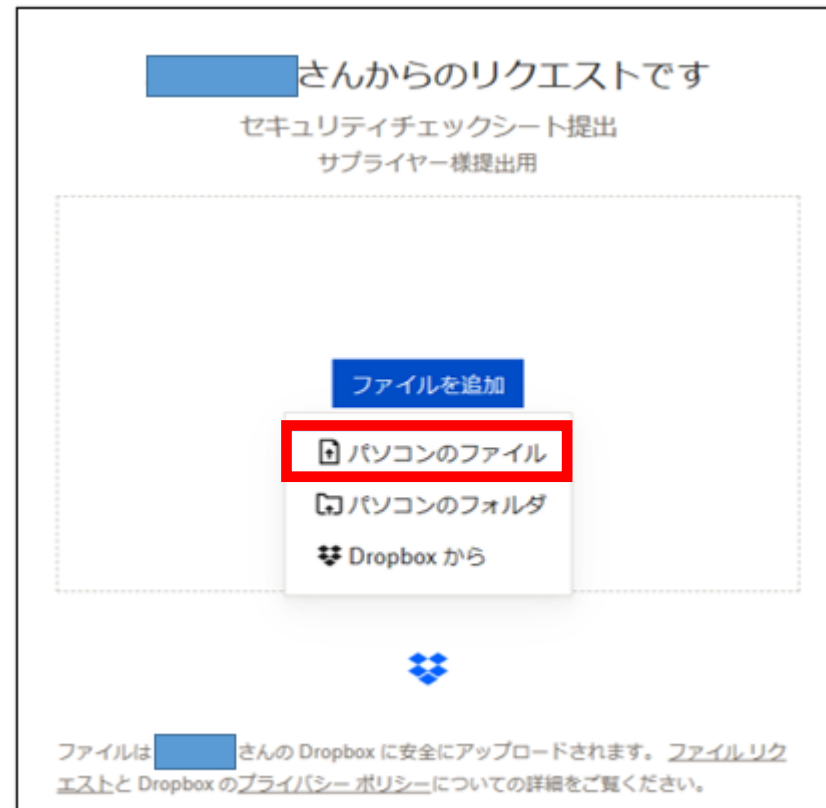 さんからのリクエストです
セキュリティチェックシート提出
サプライヤー様提出用
ファイルを追加
パソコンのファイル
パソコンのフォルダ
Dropbox から
ファイルは さんの Dropbox に安全にアップロードされます。 ファイル リク
エストと Dropbox のプライバシー ポリシーについての詳細をご覧ください。